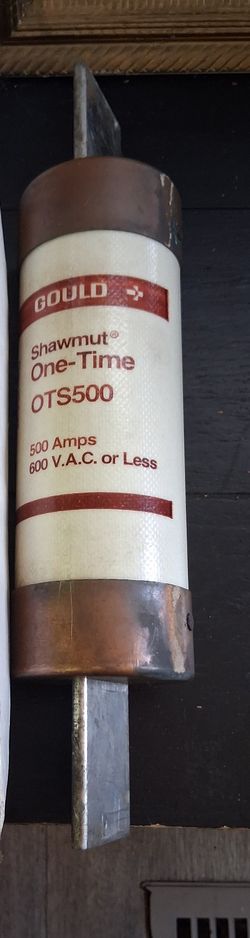 GOULD
Shawmut®
One-Time
OTS500
500 Amps
600 V.A.C. or Less